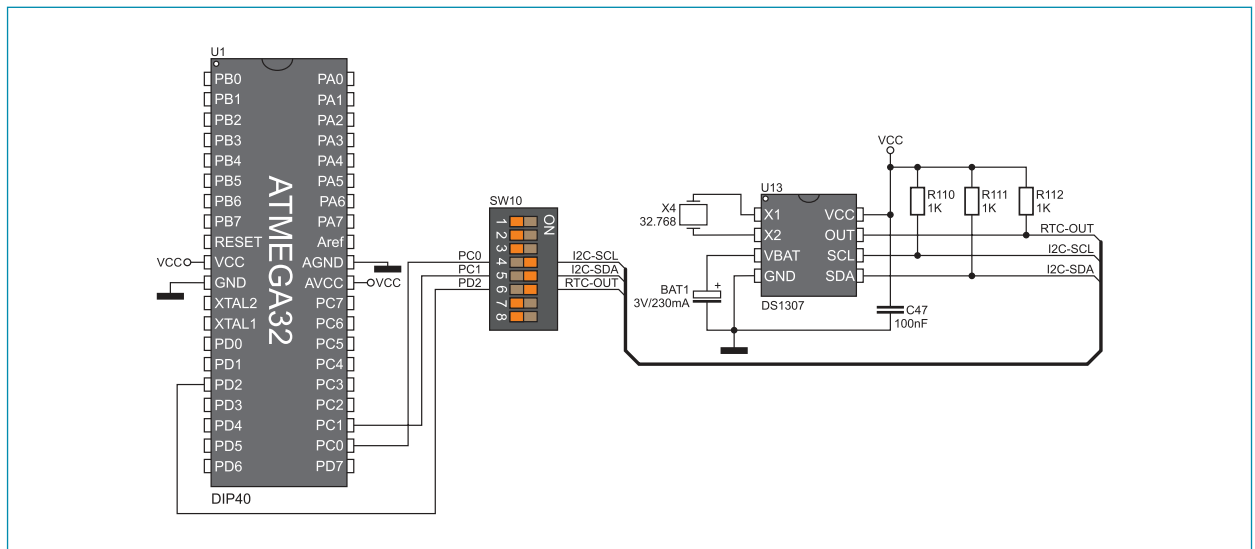 U1
PB0
PB1
PB2
PB3
PB4
PB5
PB6
PB7
RESET
VCC
GND
XTAL2
XTAL1
PD0
PD1
PD2
PD3
PD4
PD5
PD6
ATMEGA32
PA0
PA1
PA2
PA3
PA4
PA5
PA6
PA7
Aref
AGND
AVCC
PC7
PC6
PC5
PC4
PC3
PC2
PC1
PC0
PD7
DIP40
VCC
VCC
PC0
PC1
PD2
SW10
ON
1
2
3
4
5
6
7
8
I2C-SCL
I2C-SDA
RTC-OUT
X4
32.768
BAT1
3V/230mA
+
U13
X1
X2
VBAT
GND
VCC
OUT
SCL
SDA
DS1307
VCC
R110
1K
R111
1K
R112
1K
RTC-OUT
I2C-SCL
I2C-SDA
C47
100nF